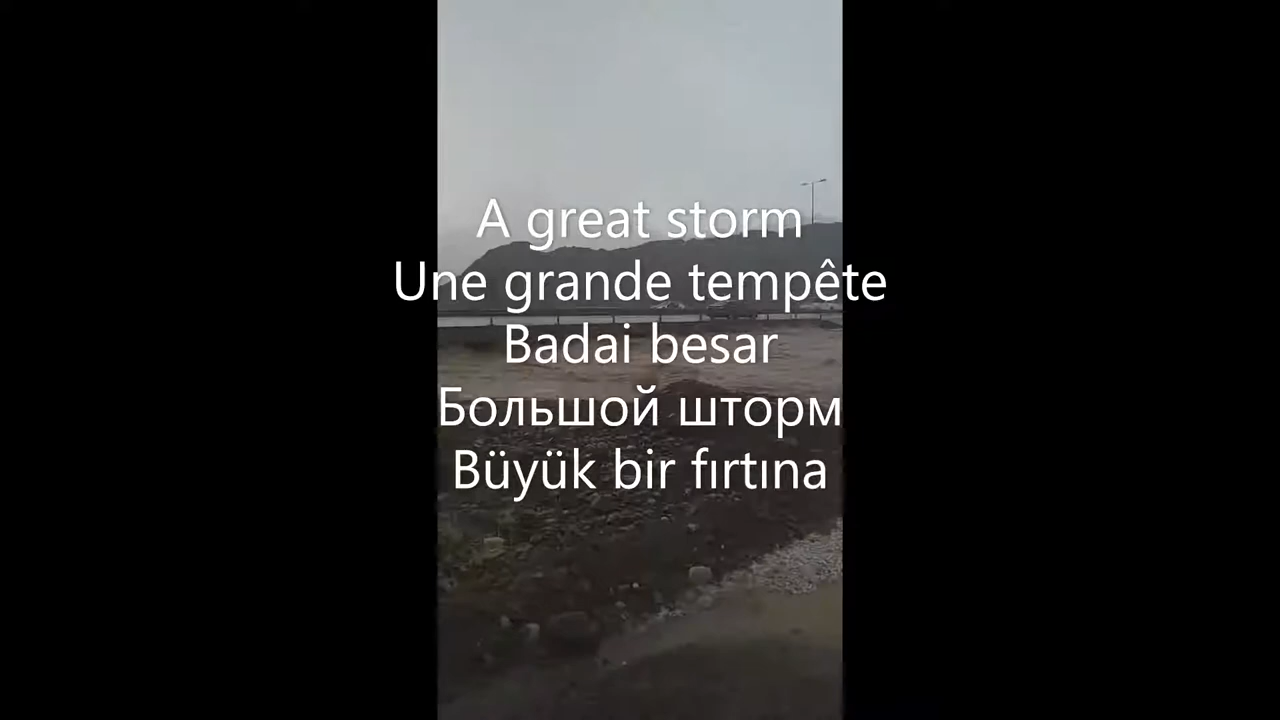 A great storm
Une grande tempête
Badai besar
Большой шторм
Büyük bir fırtına